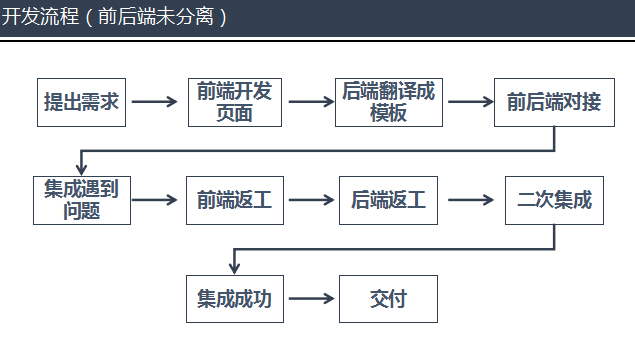 开发流程（前后端未分离）
提出需求
前端开发
页面
后端翻译成
模板
前后端对接
集成遇到
问题
前端返工
后端返工
二次集成
集成成功
交付